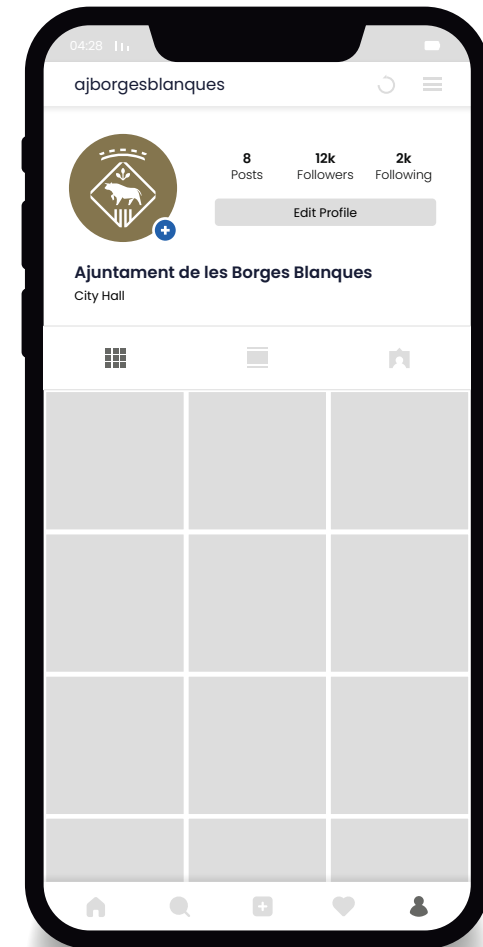 04:28
ajborgesblanques
8 12k 2k
Posts Followers Following
Edit Profile
Ajuntament de les Borges Blanques
City Hall